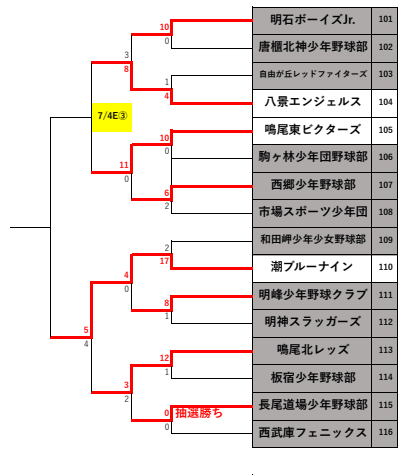 10 明石ボーイズJr. 101
0 唐櫃北神少年野球部 102
3
8
1 自由が丘レッドファイターズ 103
4 八景エンジェルス 104
7/4E③
10 鳴尾東ビクターズ 105
0 駒ヶ林少年団野球部 106
11
0
6 西郷少年野球部 107
2 市場スポーツ少年団 108
2 和田岬少年少女野球部 109
17 潮ブルーナイン 110
4
0
8 明峰少年野球クラブ 111
1 明神スラッガーズ 112
5
4
12 鳴尾北レッズ 113
1 板宿少年野球部 114
3
2
0 抽選勝ち 長尾道場少年野球部 115
0 西武庫フェニックス 116